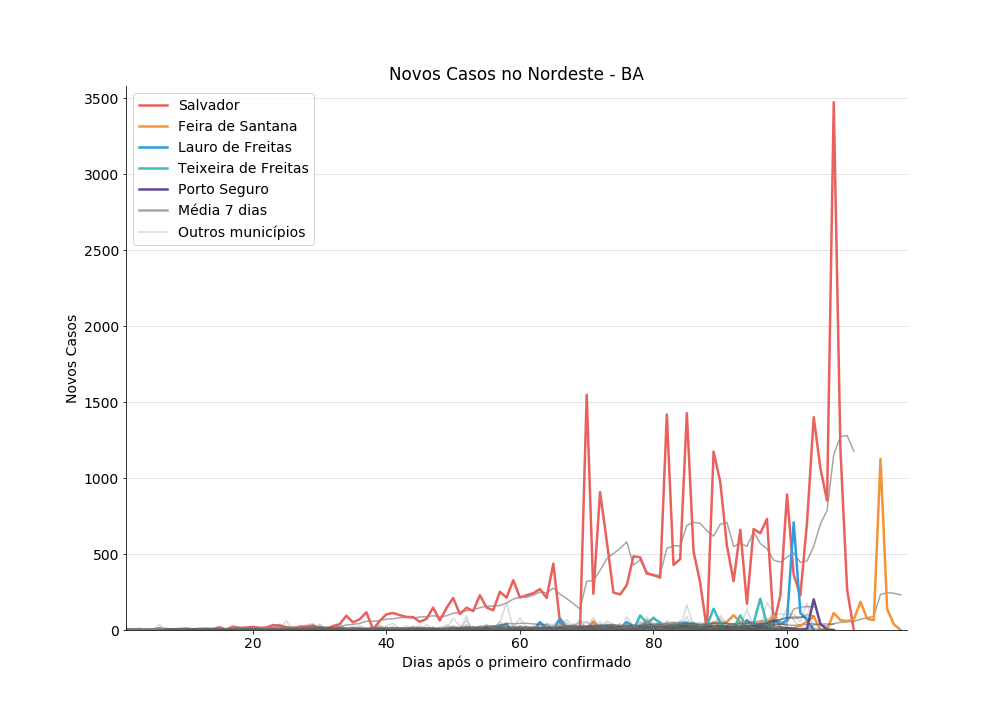 Novos Casos no Nordeste - BA
Salvador
Feira de Santana
Lauro de Freitas
Teixeira de Freitas
Porto Seguro
Média 7 dias
Outros municípios
3500
3000
2500
2000
1500
1000
500
0
Novos Casos
20 40 60 80 100
Dias após o primeiro confirmado